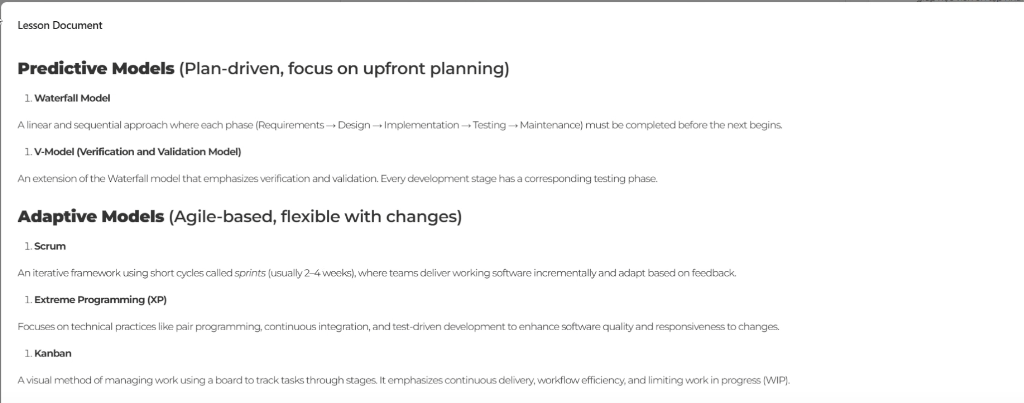 Lesson Document
Predictive Models (Plan-driven, focus on upfront planning)
1. Waterfall Model
A linear and sequential approach where each phase (Requirements → Design → Implementation → Testing → Maintenance) must be completed before the next begins.
1. V-Model (Verification and Validation Model)
An extension of the Waterfall model that emphasizes verification and validation. Every development stage has a corresponding testing phase.
Adaptive Models (Agile-based, flexible with changes)
1. Scrum
An iterative framework using short cycles called sprints (usually 2–4 weeks), where teams deliver working software incrementally and adapt based on feedback.
1. Extreme Programming (XP)
Focuses on technical practices like pair programming, continuous integration, and test-driven development to enhance software quality and responsiveness to changes.
1. Kanban
A visual method of managing work using a board to track tasks through stages. It emphasizes continuous delivery, workflow efficiency, and limiting work in progress (WIP).